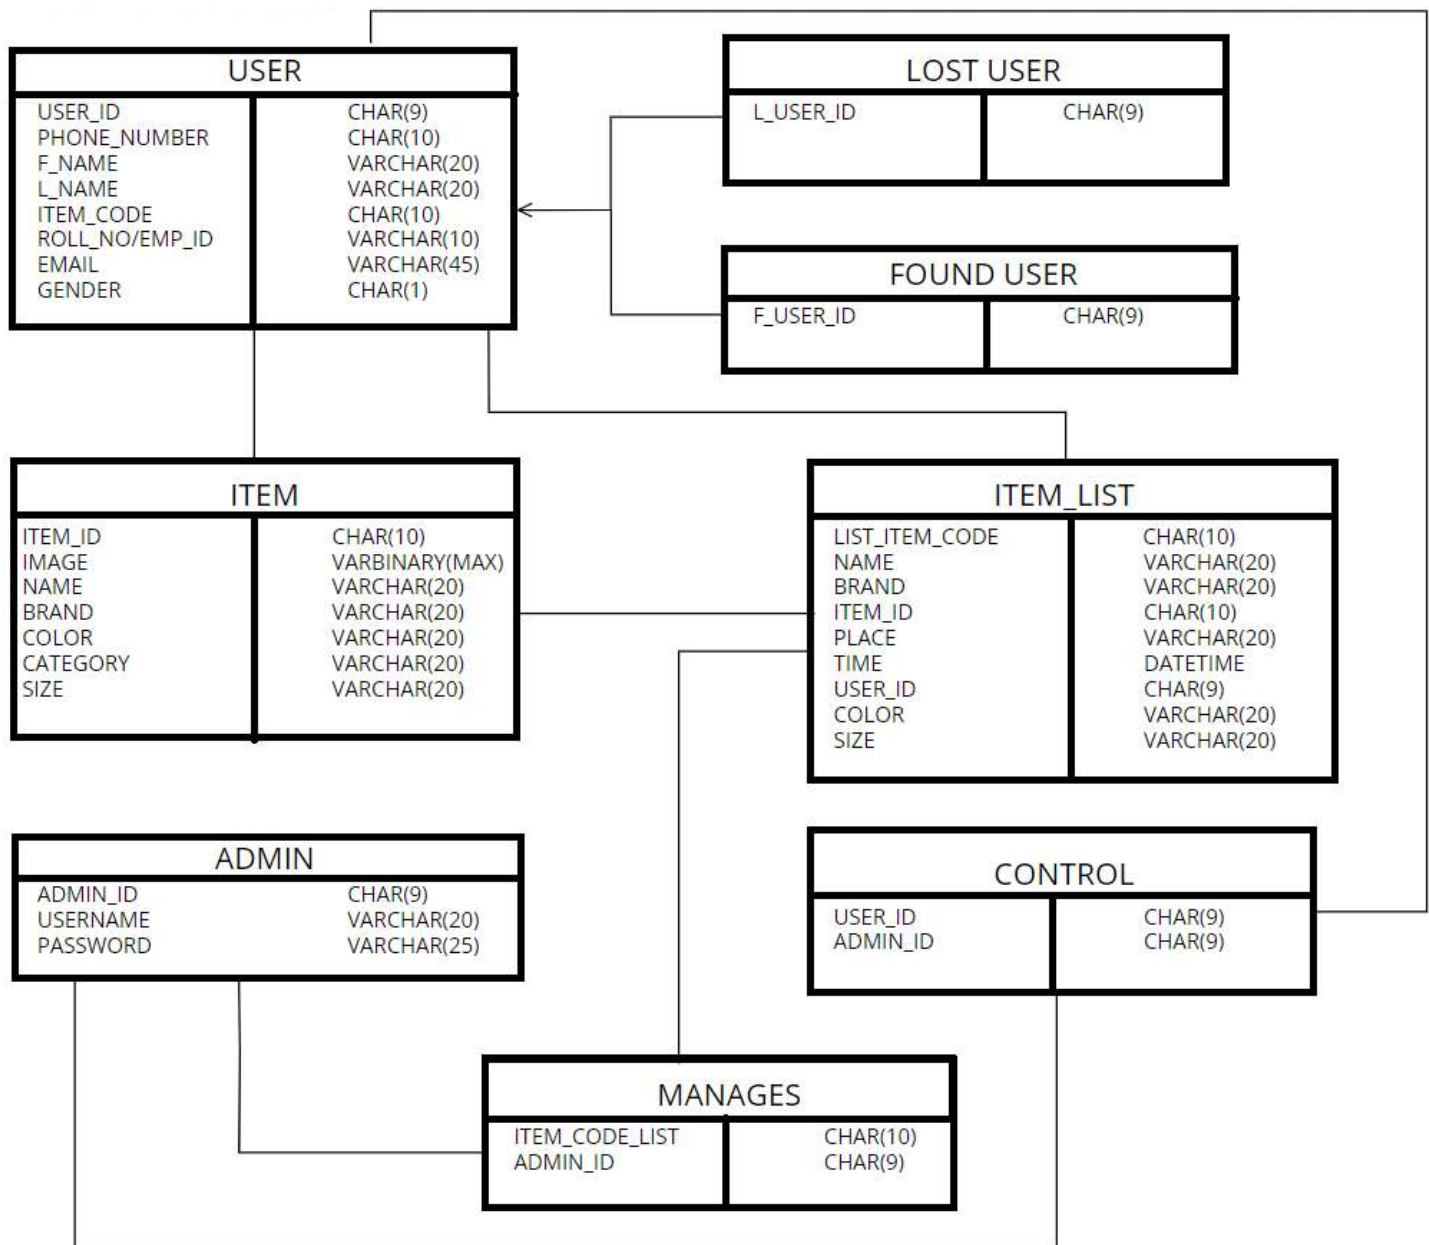 USER
USER_ID CHAR(9)
PHONE_NUMBER CHAR(10)
F_NAME VARCHAR(20)
L_NAME VARCHAR(20)
ITEM_CODE CHAR(10)
ROLL_NO/EMP_ID VARCHAR(10)
EMAIL VARCHAR(45)
GENDER CHAR(1)
LOST USER
L_USER_ID CHAR(9)
FOUND USER
F_USER_ID CHAR(9)
ITEM
ITEM_ID CHAR(10)
IMAGE VARBINARY(MAX)
NAME VARCHAR(20)
BRAND VARCHAR(20)
COLOR VARCHAR(20)
CATEGORY VARCHAR(20)
SIZE VARCHAR(20)
ITEM_LIST
LIST_ITEM_CODE CHAR(10)
NAME VARCHAR(20)
BRAND VARCHAR(20)
ITEM_ID CHAR(10)
PLACE VARCHAR(20)
TIME DATETIME
USER_ID CHAR(9)
COLOR VARCHAR(20)
SIZE VARCHAR(20)
ADMIN
ADMIN_ID CHAR(9)
USERNAME VARCHAR(20)
PASSWORD VARCHAR(25)
CONTROL
USER_ID CHAR(9)
ADMIN_ID CHAR(9)
MANAGES
ITEM_CODE_LIST CHAR(10)
ADMIN_ID CHAR(9)